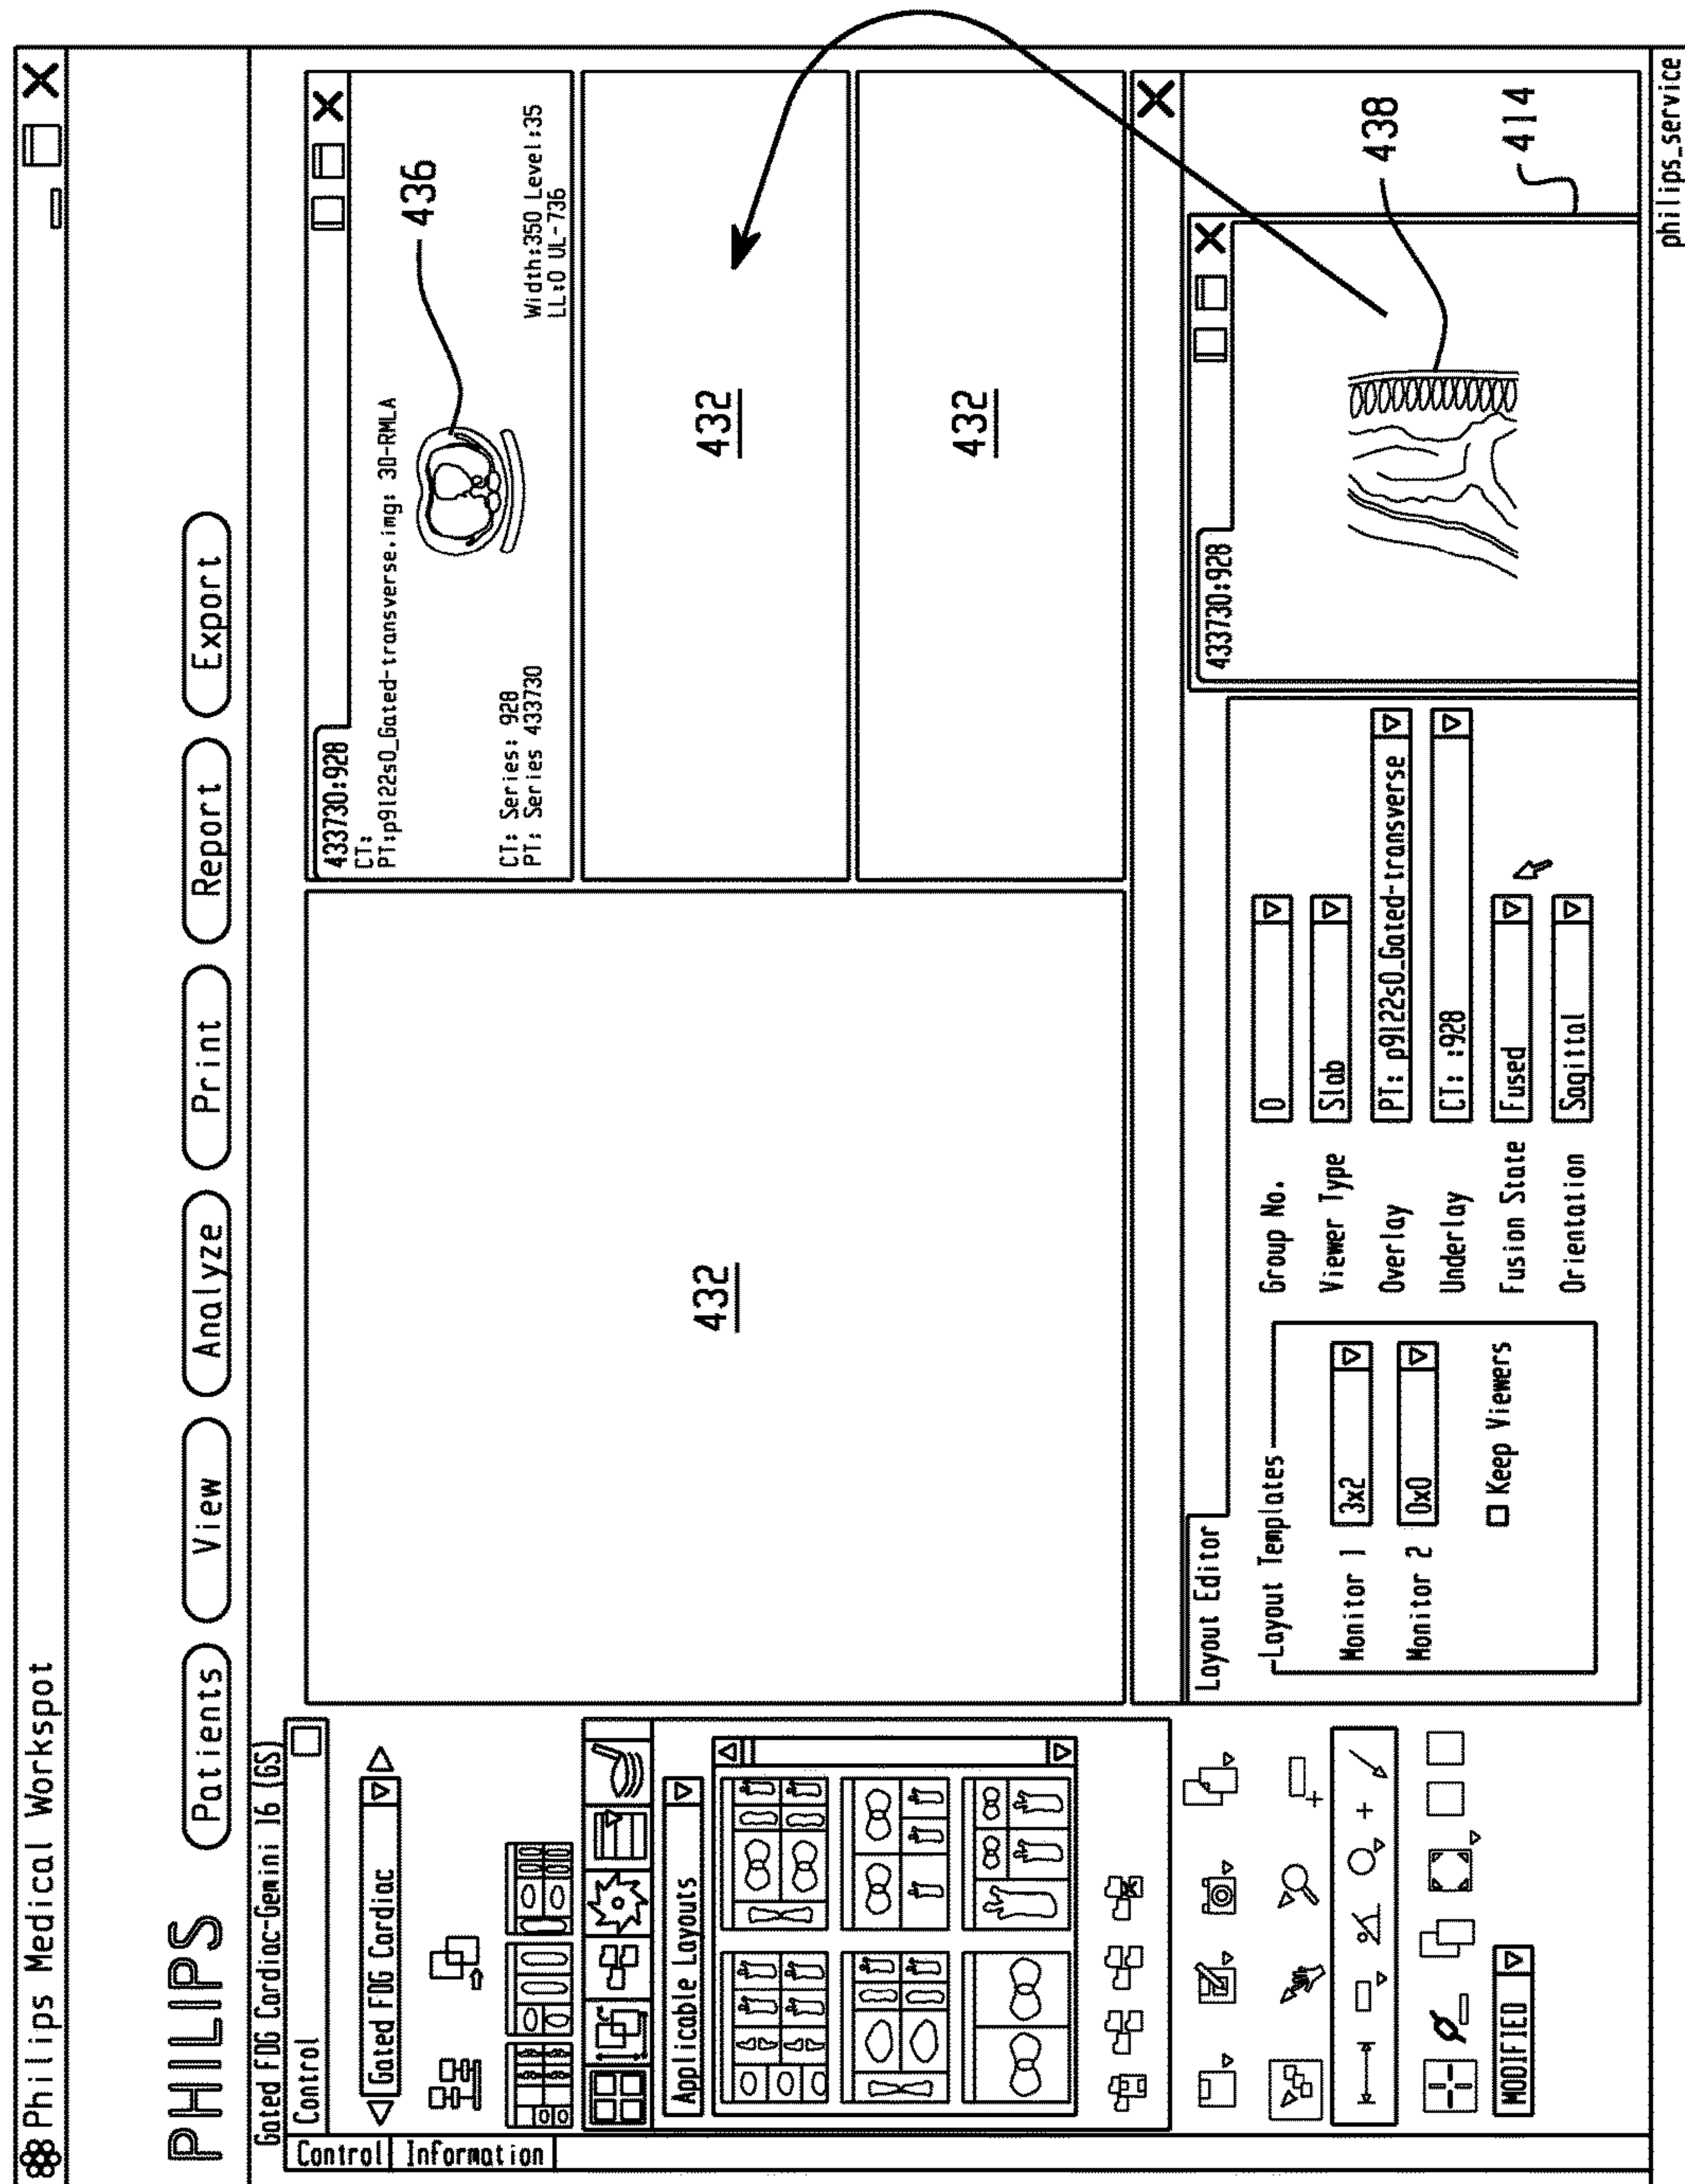 Philips Medical Workspot
PHILIPS
Patients View Analyze Print Report Export
Gated FDG Cardiac-Gemini 16 (GS)
Control
Information
Control
Gated FDG Cardiac
Applicable Layouts
MODIFIED
432
433730:928
CT:
PT:p9122s0_Gated-transverse.img: 3D-RMLA
436
CT: Series: 928
PT: Series 433730
Width:350 Level:35
LL:0 UL-736
432
432
Layout Editor
Layout Templates
Monitor 1 3x2
Monitor 2 0x0
Keep Viewers
Group No. 0
Viewer Type Slab
Overlay PT: p9122s0_Gated-transverse
Underlay CT: :928
Fusion State Fused
Orientation Sagittal
433730:928
438
414
philips_service